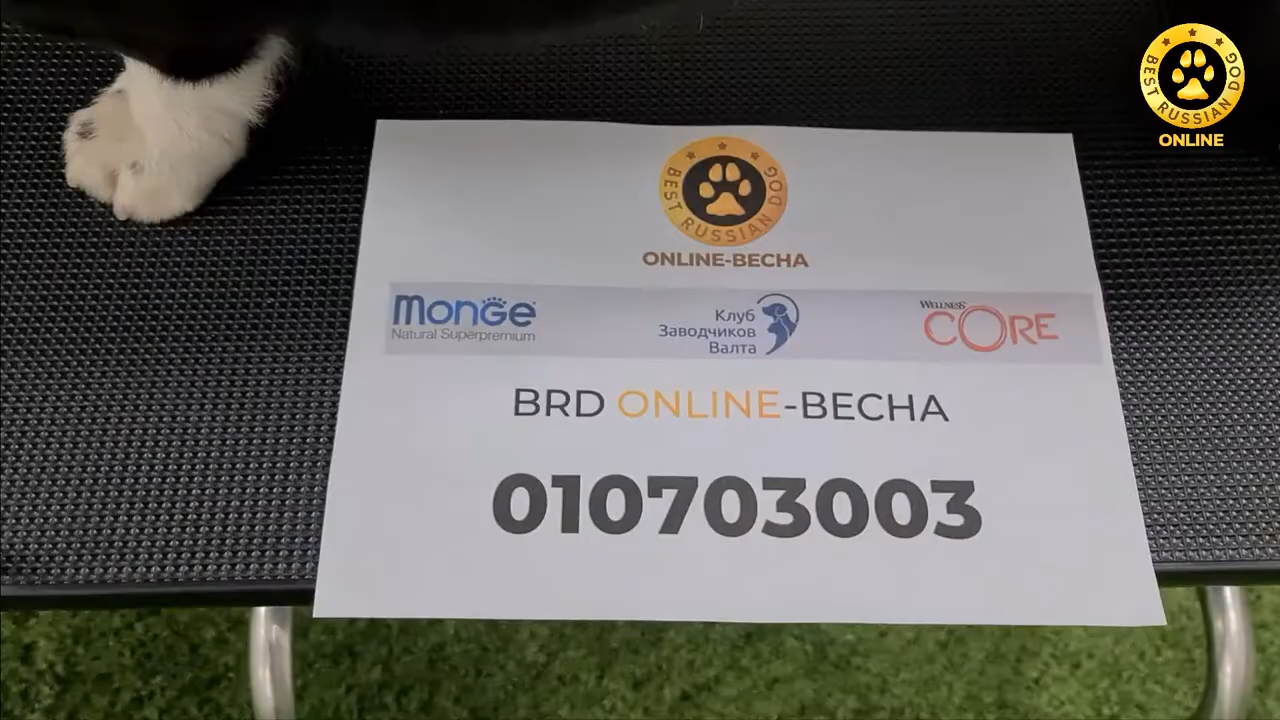 BEST RUSSIAN DOG
ONLINE
BEST RUSSIAN DOG
ONLINE-ВЕСНА
Monge
Natural Superpremium
Клуб
Заводчиков
Валта
WELLNESS
CORE
BRD ONLINE-ВЕСНА
010703003